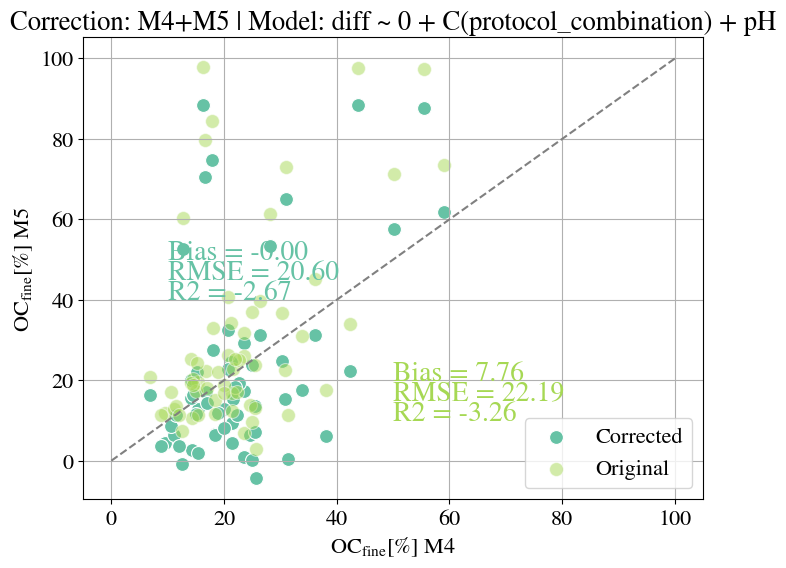 Correction: M4+M5 | Model: diff ~ 0 + C(protocol_combination) + pH
100
80
60
40
20
0
OCfine[%] M5
Bias = -0.00
RMSE = 20.60
R2 = -2.67
Bias = 7.76
RMSE = 22.19
R2 = -3.26
Corrected
Original
0 20 40 60 80 100
OCfine[%] M4